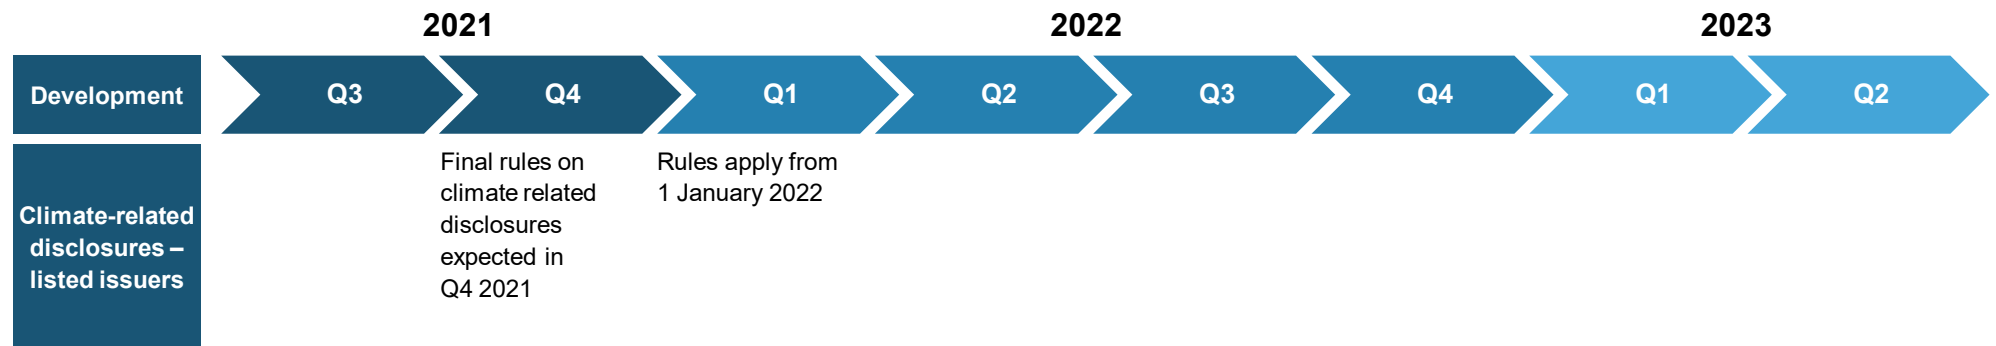 2021 2022 2023
Development Q3 Q4 Q1 Q2 Q3 Q4 Q1 Q2
Climate-related
disclosures –
listed issuers
Final rules on
climate related
disclosures
expected in
Q4 2021
Rules apply from
1 January 2022